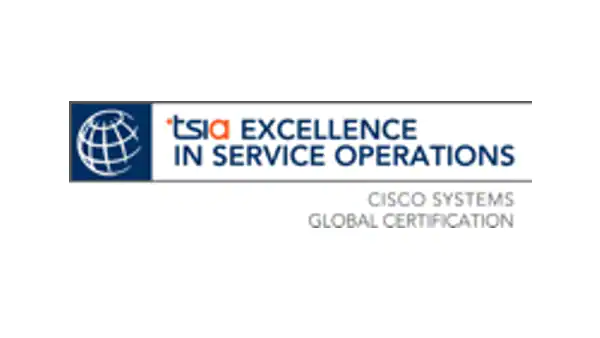 tsia EXCELLENCE
IN SERVICE OPERATIONS
CISCO SYSTEMS
GLOBAL CERTIFICATION